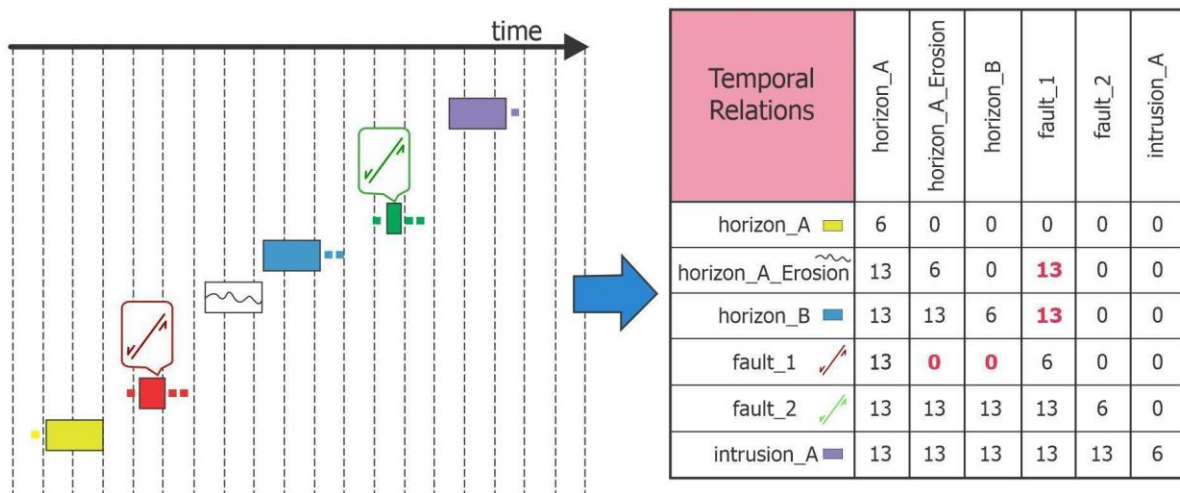 time
Temporal
Relations
horizon_A
horizon_A_Erosion
horizon_B
fault_1
fault_2
intrusion_A
horizon_A 6 0 0 0 0 0
horizon_A_Erosion 13 6 0 13 0 0
horizon_B 13 13 6 13 0 0
fault_1 13 0 0 6 0 0
fault_2 13 13 13 13 6 0
intrusion_A 13 13 13 13 13 6